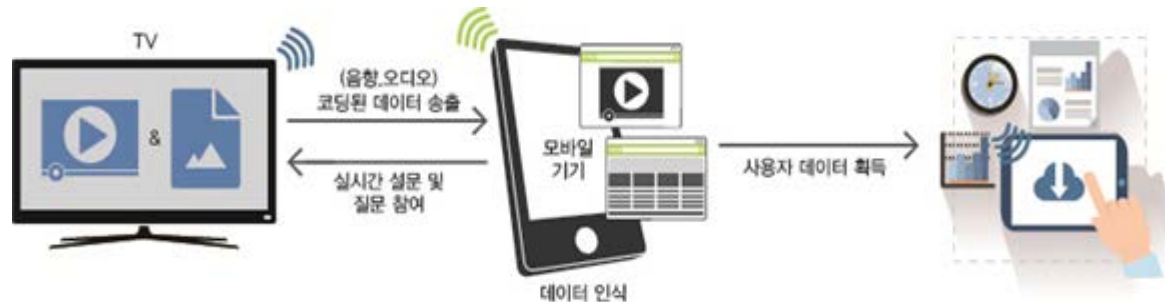 TV
&
(음향,오디오)
코딩된 데이터 송출
실시간 설문 및
질문 참여
모바일
기기
데이터 인식
사용자 데이터 획득